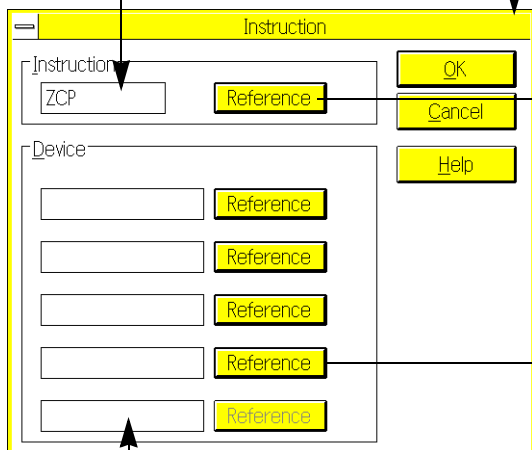 Instruction
Instruction
ZCP
Reference
OK
Cancel
Help
Device
Reference
Reference
Reference
Reference
Reference